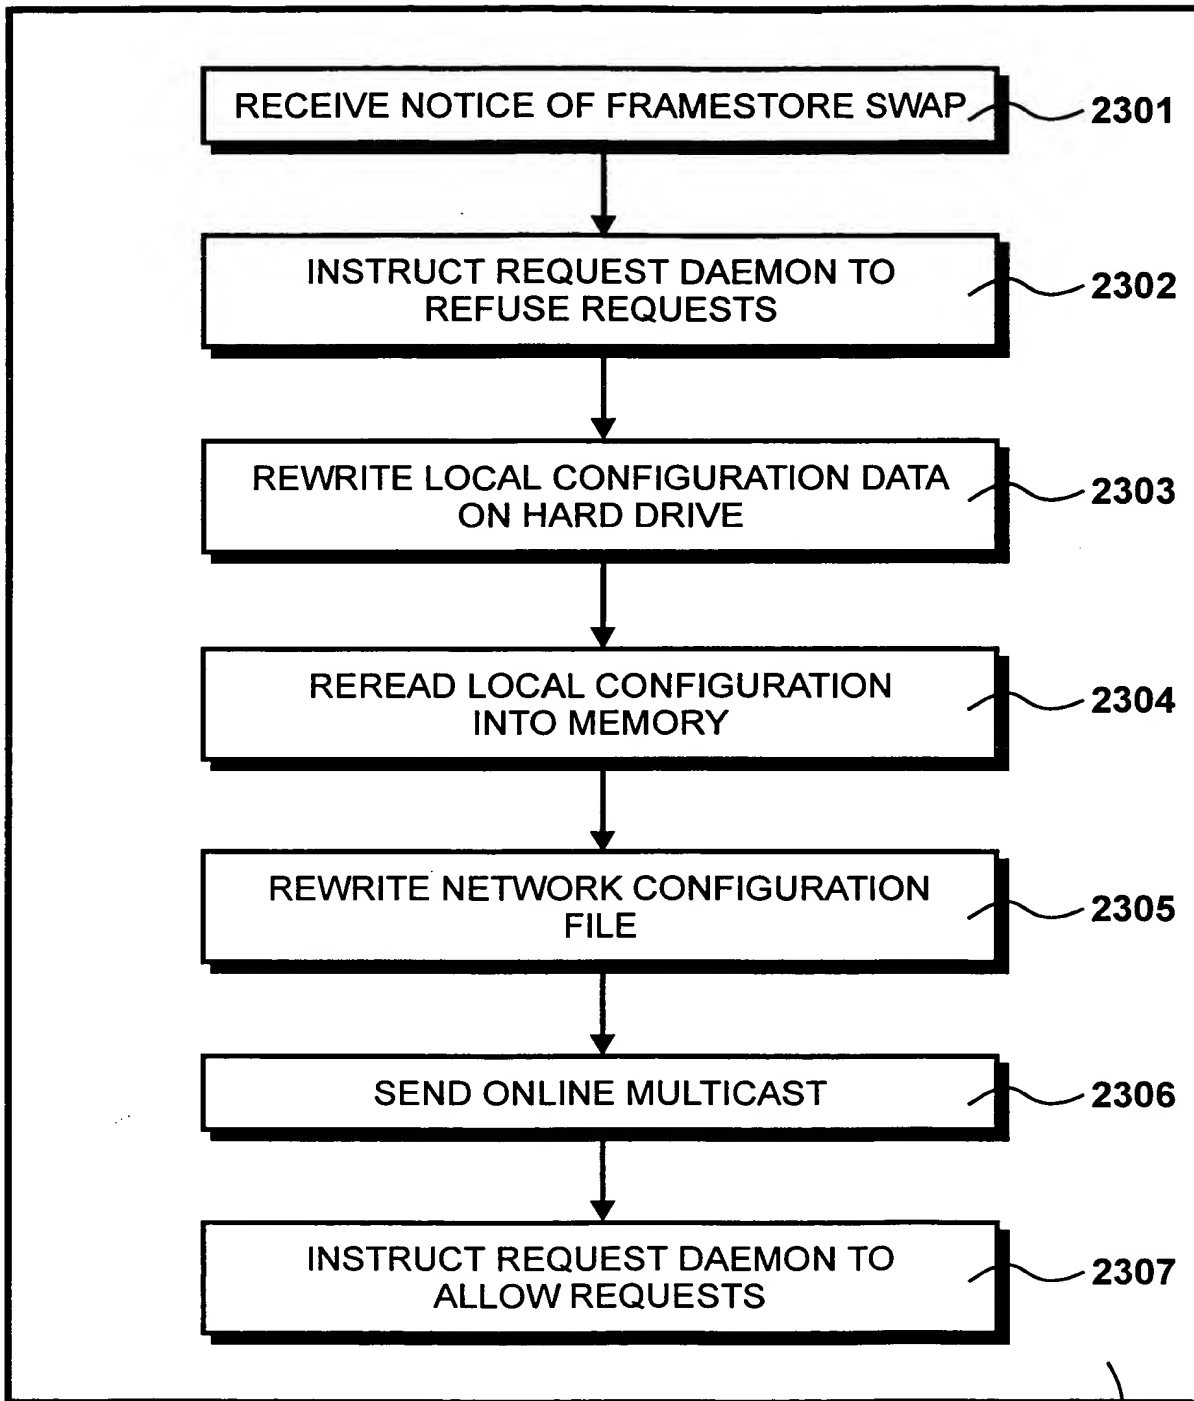 RECEIVE NOTICE OF FRAMESTORE SWAP
2301
INSTRUCT REQUEST DAEMON TO
REFUSE REQUESTS
2302
REWRITE LOCAL CONFIGURATION DATA
ON HARD DRIVE
2303
REREAD LOCAL CONFIGURATION
INTO MEMORY
2304
REWRITE NETWORK CONFIGURATION
FILE
2305
SEND ONLINE MULTICAST
2306
INSTRUCT REQUEST DAEMON TO
ALLOW REQUESTS
2307